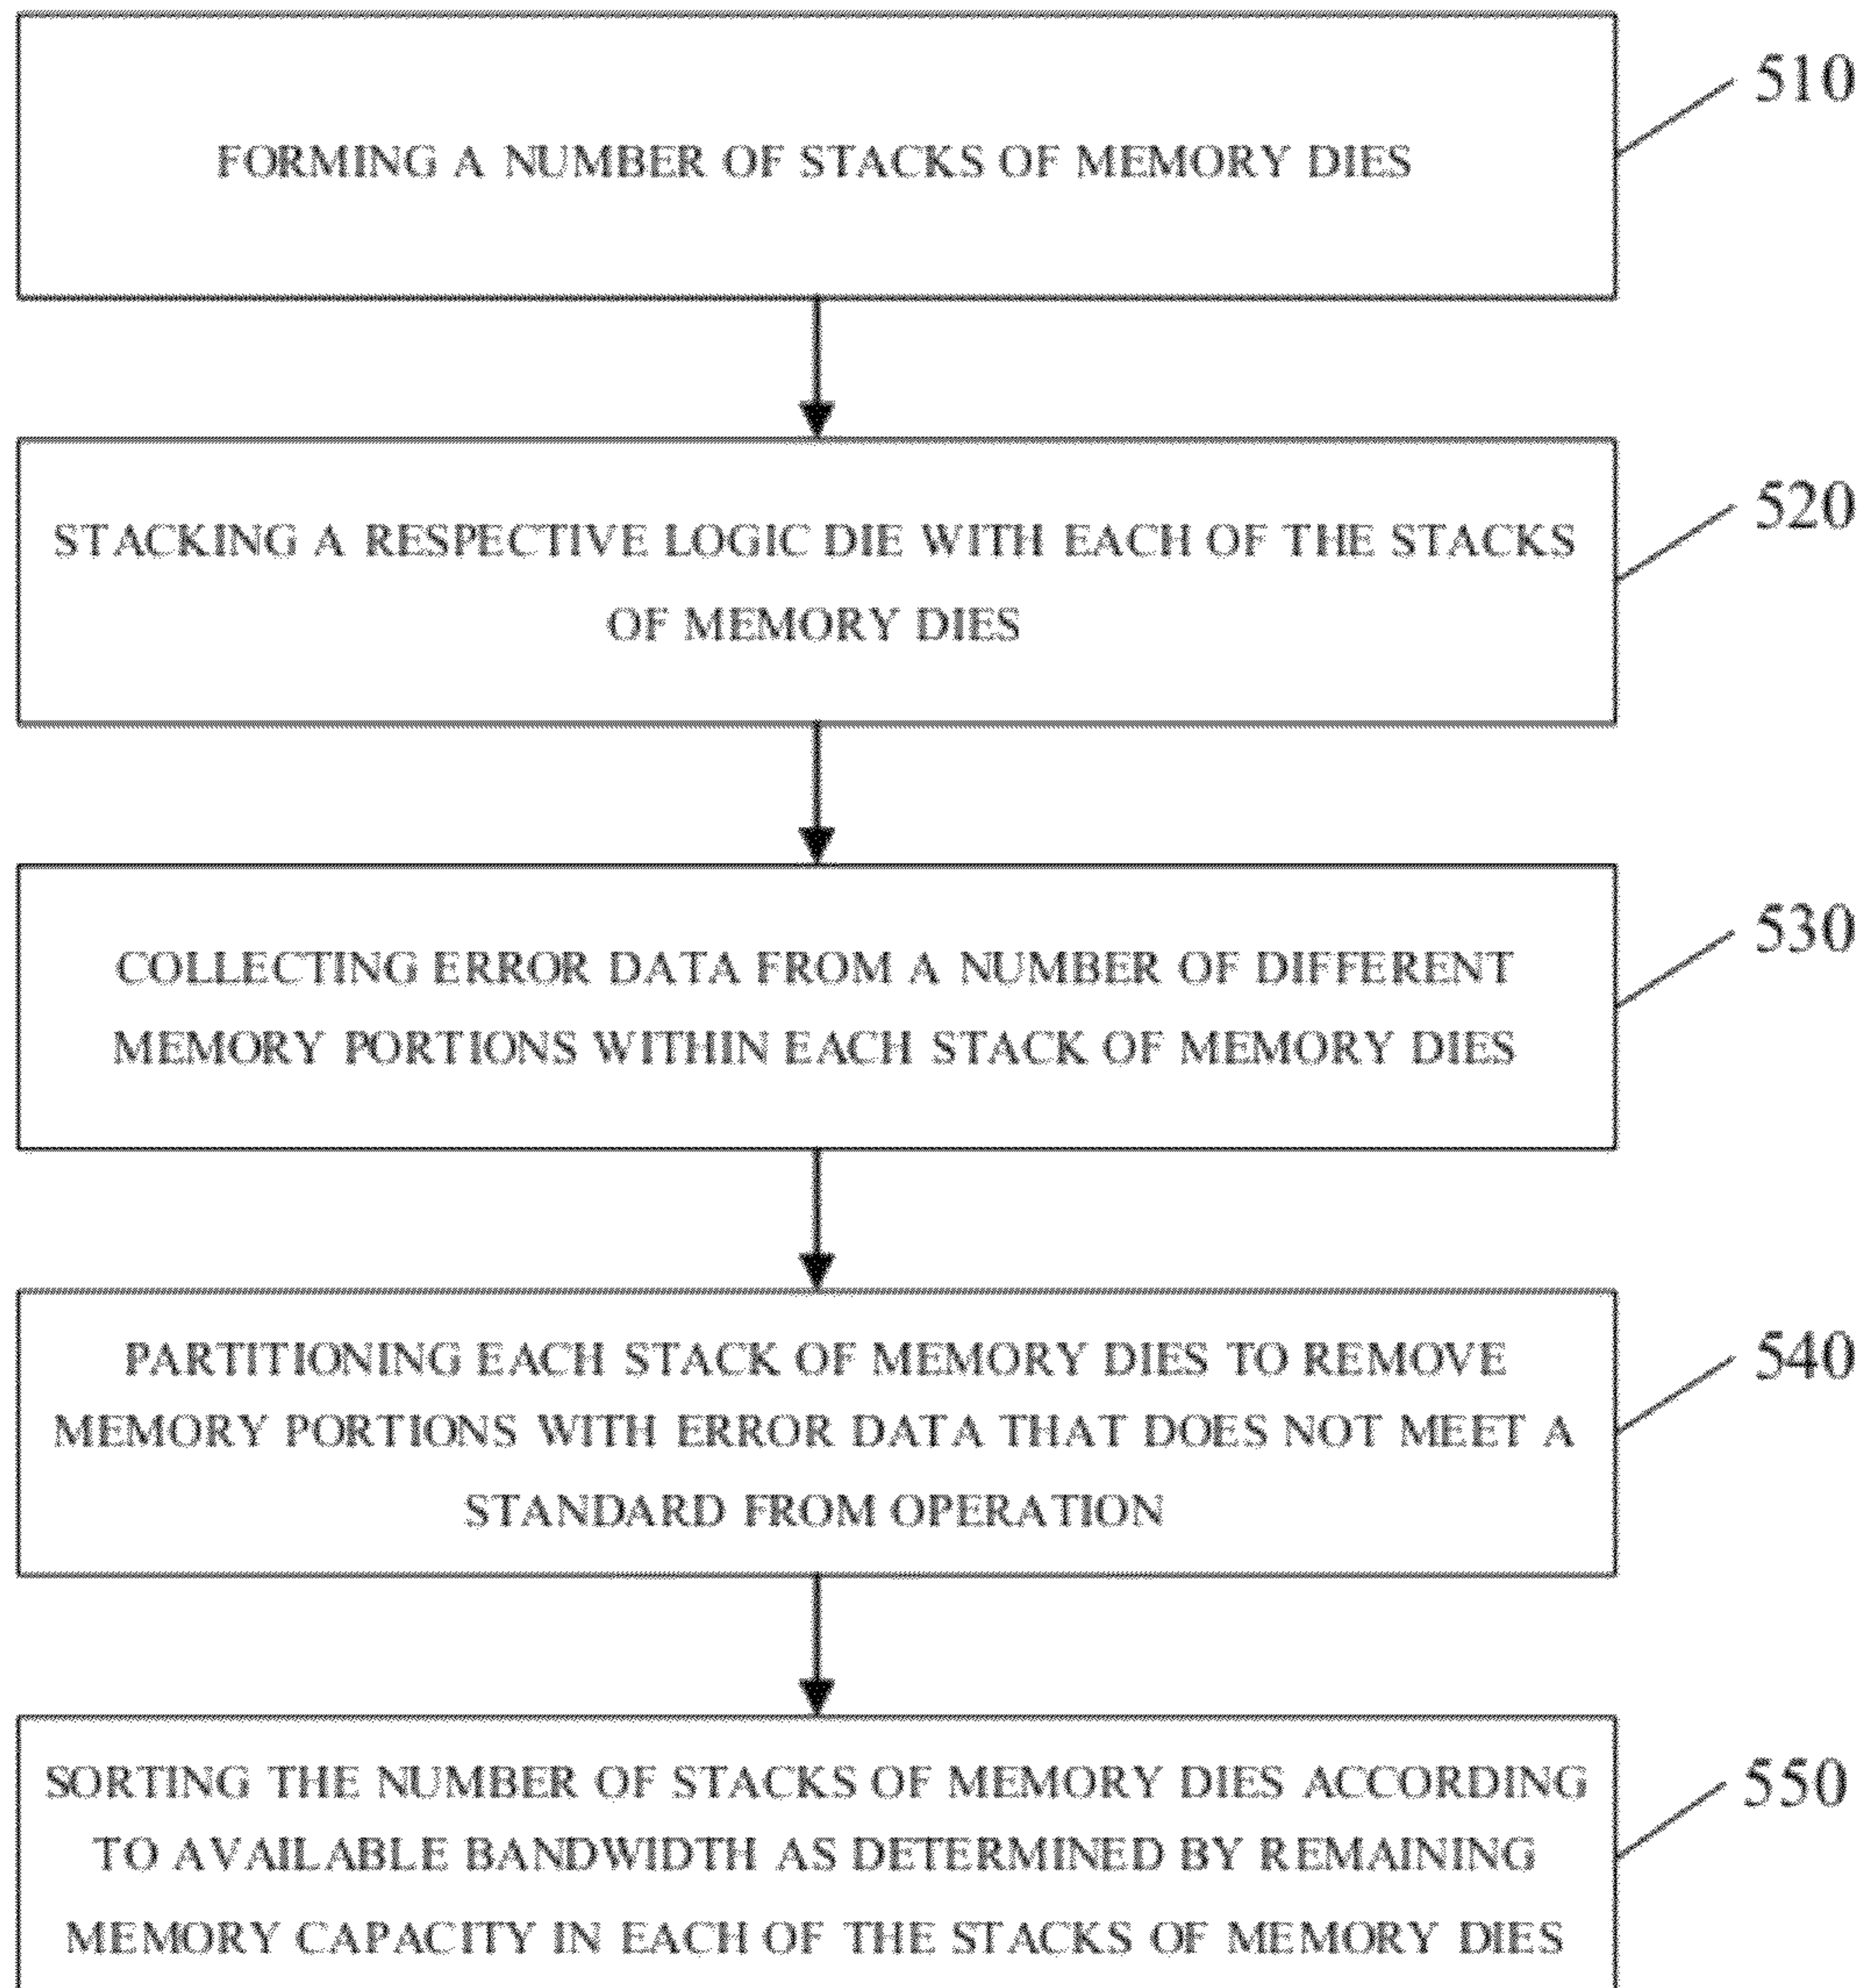 FORMING A NUMBER OF STACKS OF MEMORY DIES
510
STACKING A RESPECTIVE LOGIC DIE WITH EACH OF THE STACKS
OF MEMORY DIES
520
COLLECTING ERROR DATA FROM A NUMBER OF DIFFERENT
MEMORY PORTIONS WITHIN EACH STACK OF MEMORY DIES
530
PARTITIONING EACH STACK OF MEMORY DIES TO REMOVE
MEMORY PORTIONS WITH ERROR DATA THAT DOES NOT MEET A
STANDARD FROM OPERATION
540
SORTING THE NUMBER OF STACKS OF MEMORY DIES ACCORDING
TO AVAILABLE BANDWIDTH AS DETERMINED BY REMAINING
MEMORY CAPACITY IN EACH OF THE STACKS OF MEMORY DIES
550